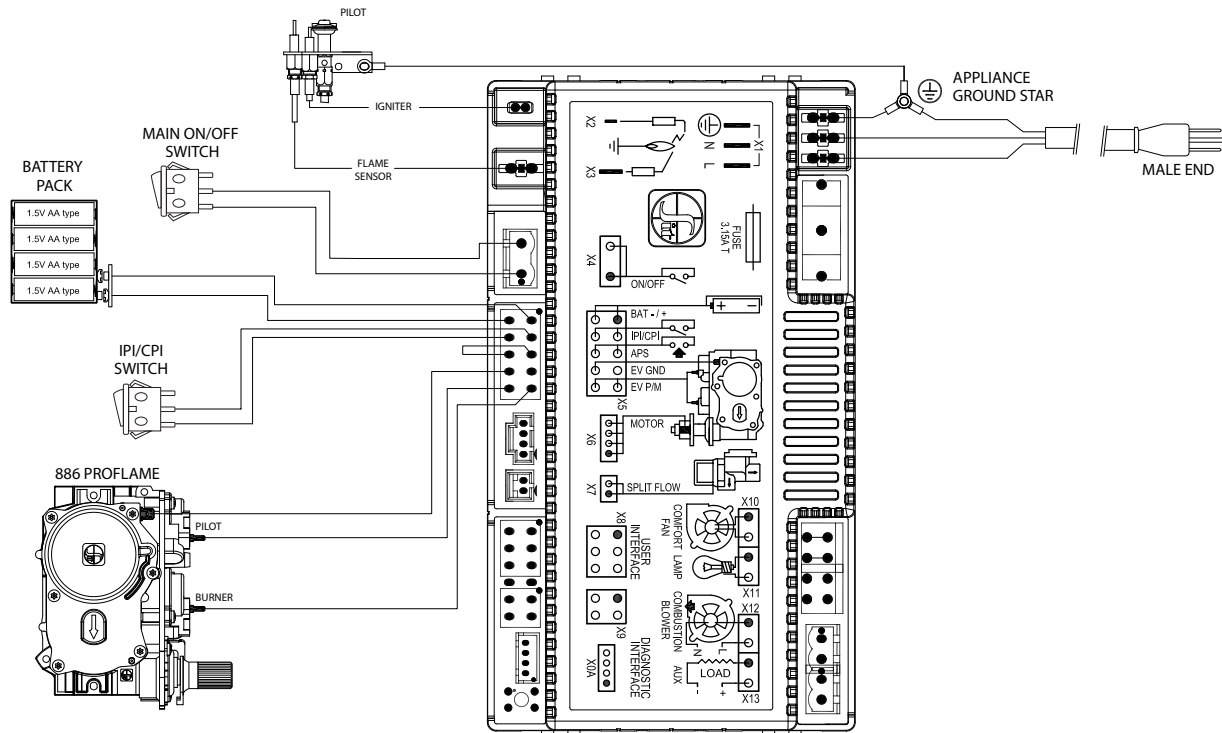 PILOT
IGNITER
FLAME
SENSOR
MAIN ON/OFF
SWITCH
BATTERY
PACK
1.5V AA type
1.5V AA type
1.5V AA type
1.5V AA type
IPI/CPI
SWITCH
886 PROFLAME
PILOT
BURNER
APPLIANCE
GROUND STAR
MALE END
X2
X3
N
L
X1
FUSE
3.15A T
X4
ON/OFF
+ -
BAT - / +
IPI/CPI
APS
EV GND
EV P/M
X5
MOTOR
X6
SPLIT FLOW
X7
X8
USER
INTERFACE
X9
DIAGNOSTIC
INTERFACE
X0A
COMFORT
FAN
X10
LAMP
X11
COMBUSTION
BLOWER
N
L
X12
AUX
LOAD
- +
X13